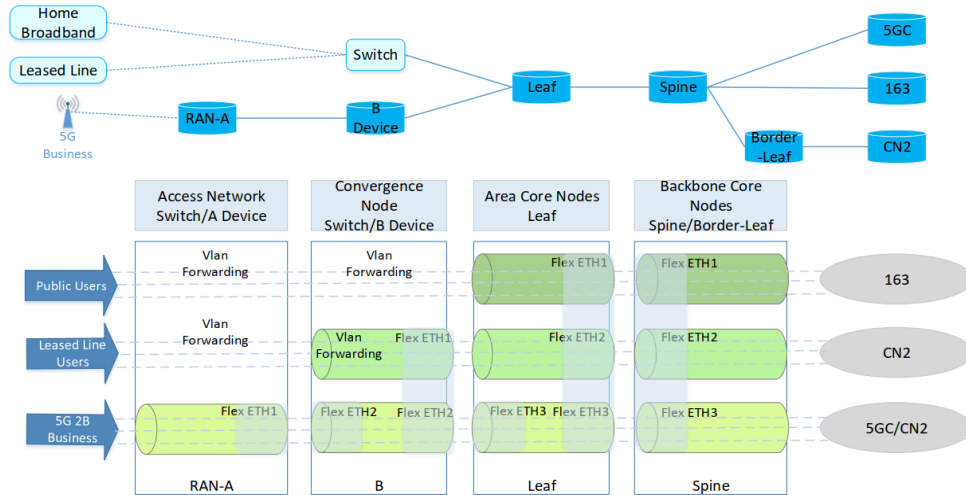 Home
Broadband
Leased Line
5G
Business
Switch
RAN-A
B
Device
Leaf
Spine
Border
-Leaf
5GC
163
CN2
Access Network
Switch/A Device
Convergence
Node
Switch/B Device
Area Core Nodes
Leaf
Backbone Core
Nodes
Spine/Border-Leaf
Public Users
Vlan
Forwarding
Vlan
Forwarding
Flex ETH1
Flex ETH1
163
Leased Line
Users
Vlan
Forwarding
Vlan
Forwarding
Flex ETH1
Flex ETH2
Flex ETH2
CN2
5G 2B
Business
Flex ETH1
Flex ETH2
Flex ETH2
Flex ETH3
Flex ETH3
Flex ETH3
5GC/CN2
RAN-A
B
Leaf
Spine